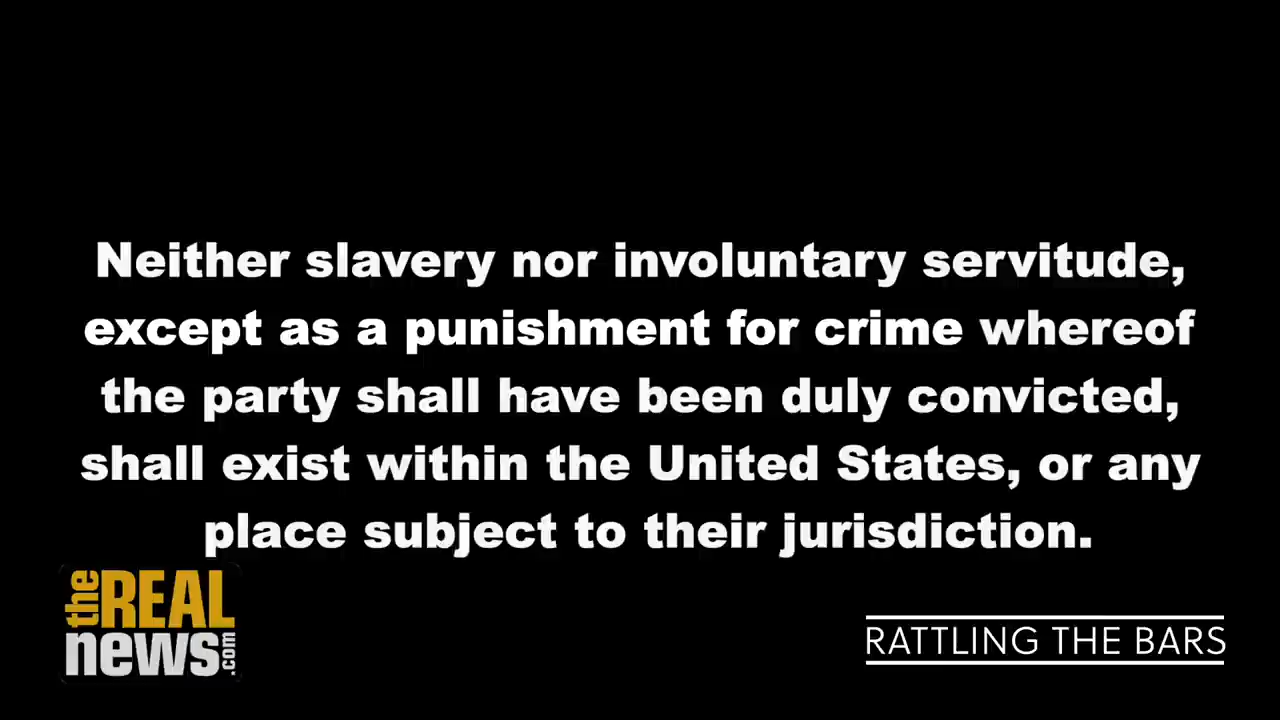 Neither slavery nor involuntary servitude,
except as a punishment for crime whereof
the party shall have been duly convicted,
shall exist within the United States, or any
place subject to their jurisdiction.
the REAL
news.com
RATTLING THE BARS